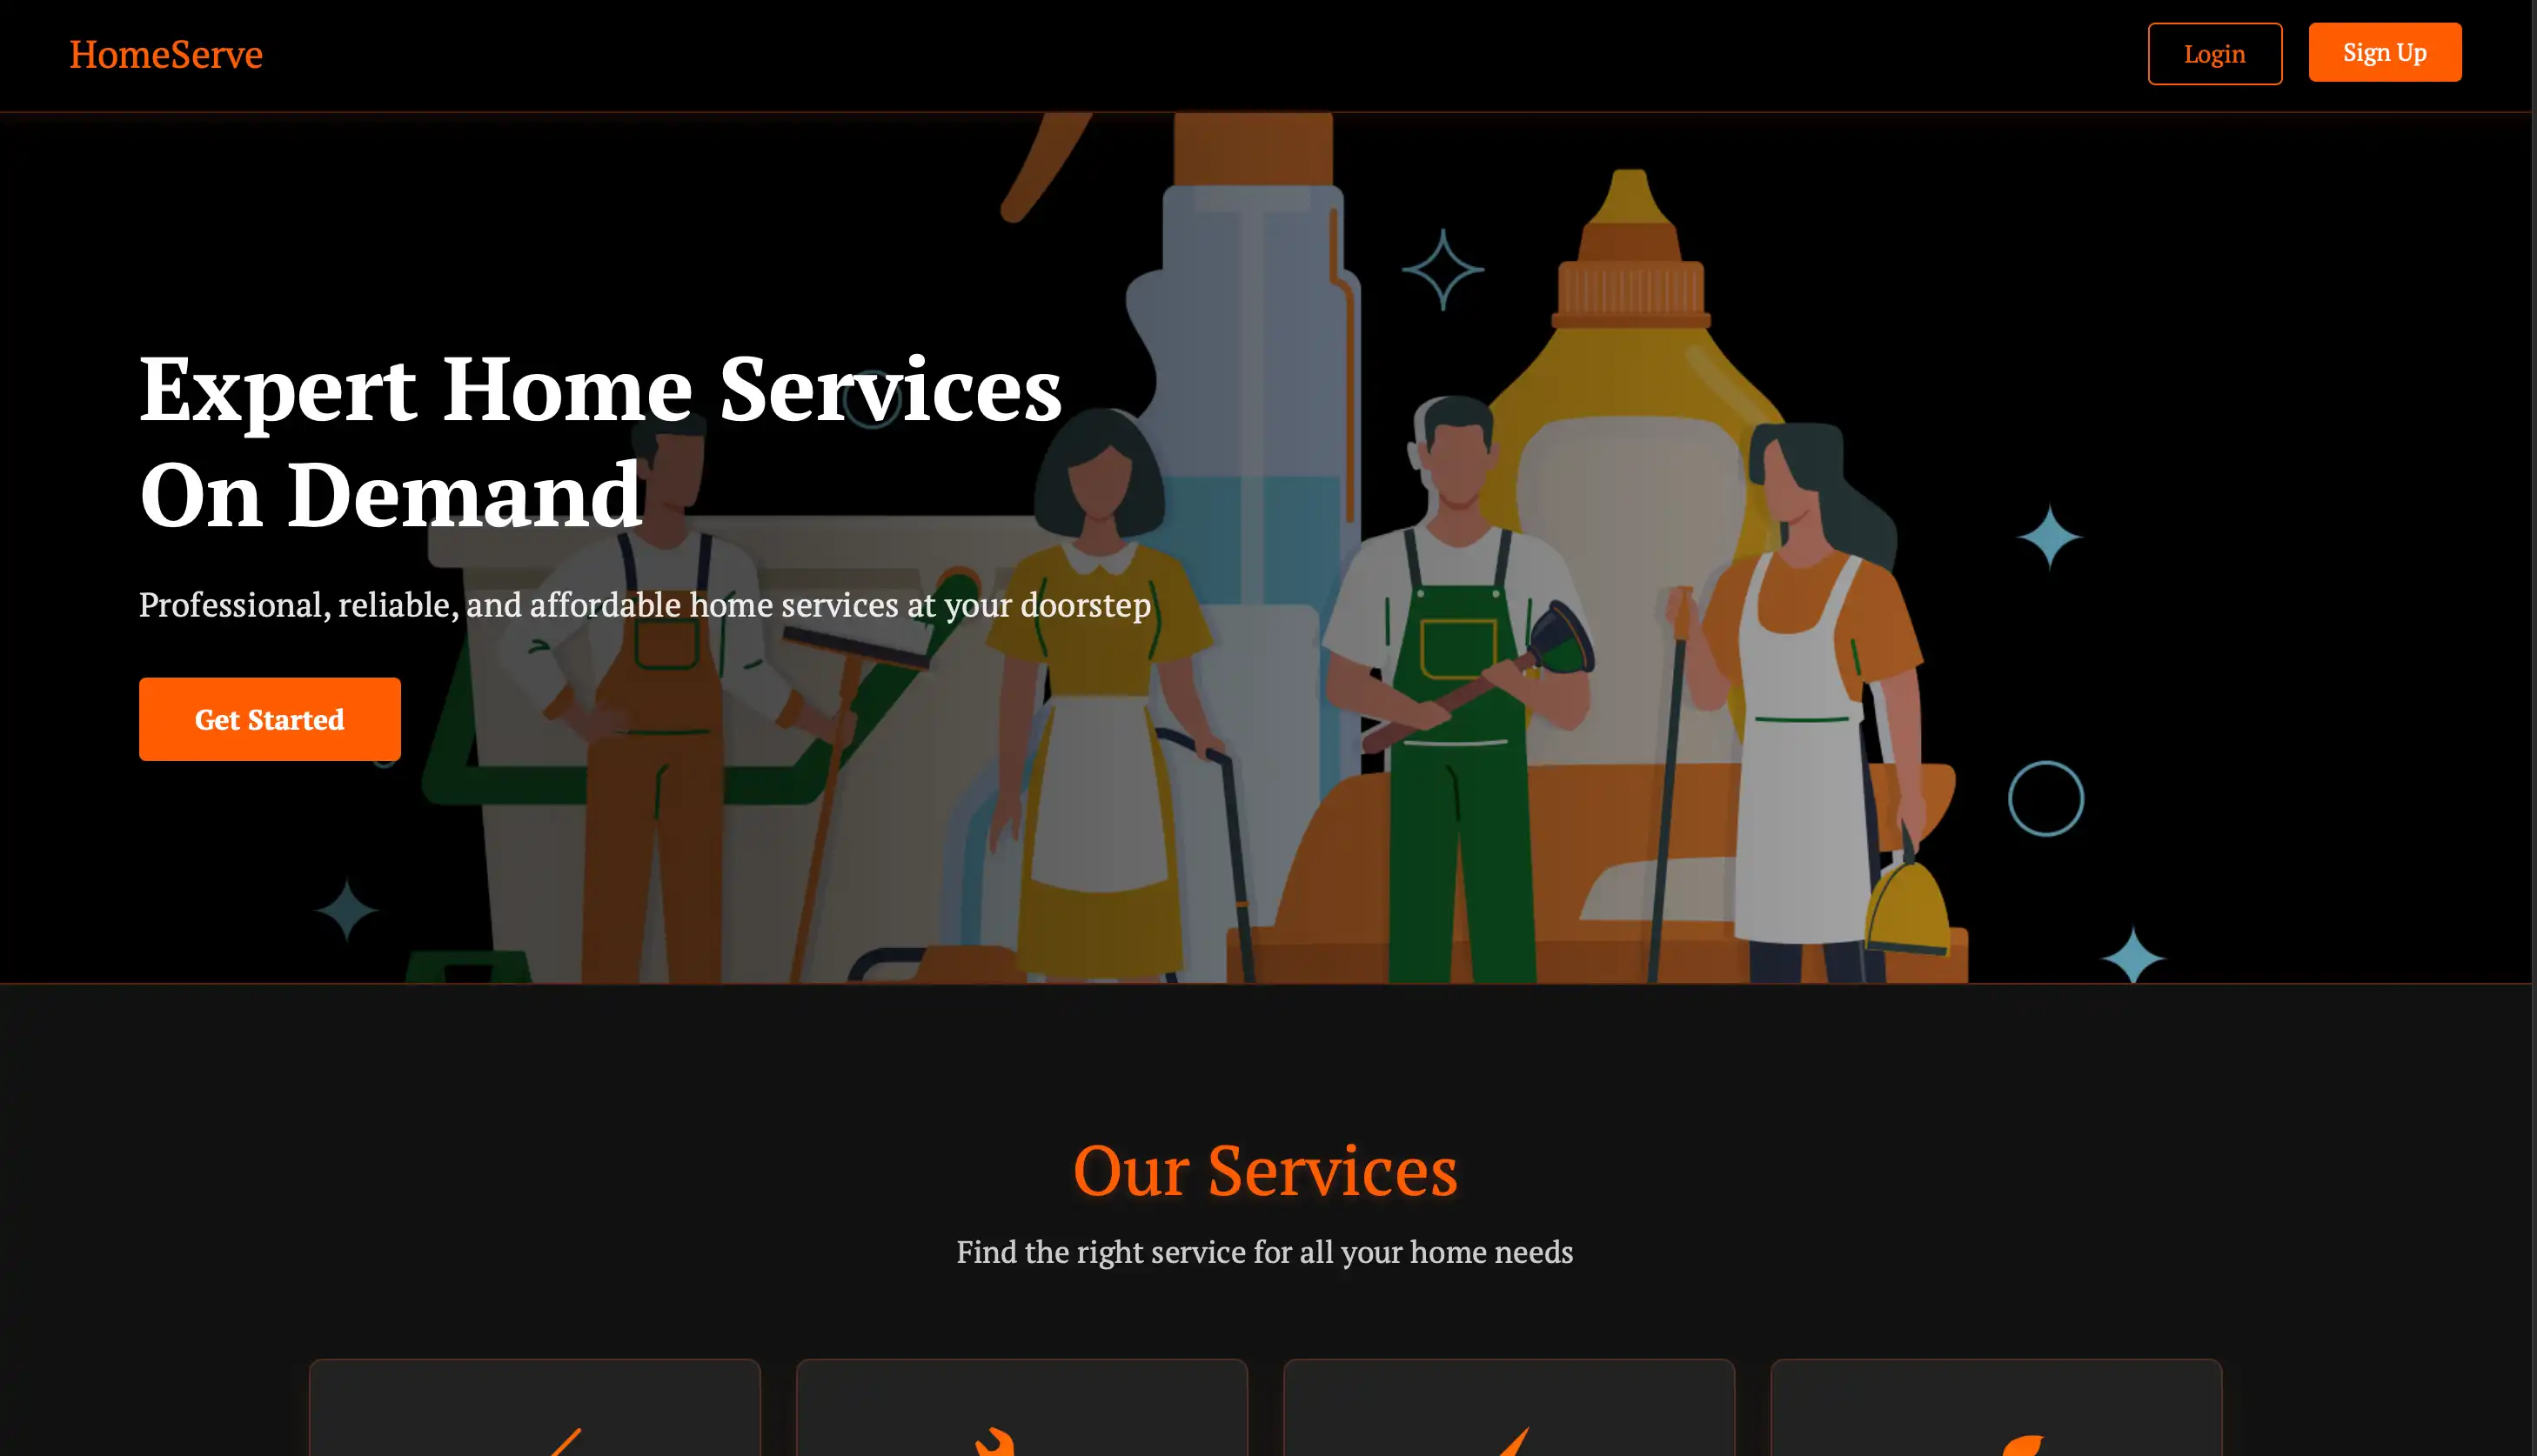 HomeServe
Login
Sign Up
Expert Home Services
On Demand
Professional, reliable, and affordable home services at your doorstep
Get Started
Our Services
Find the right service for all your home needs